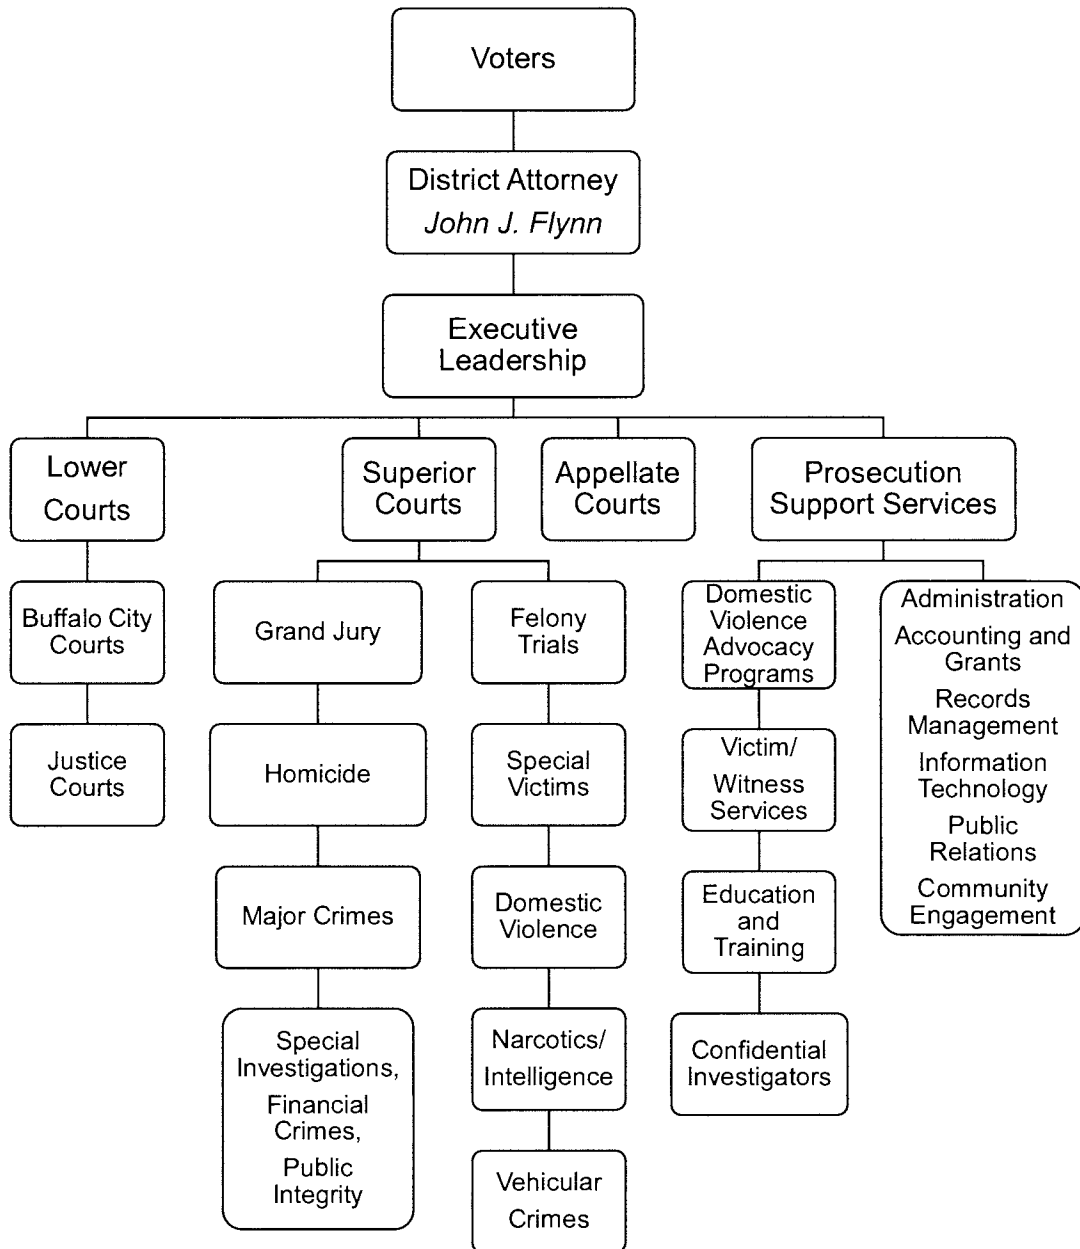 Voters
District Attorney
John J. Flynn
Executive
Leadership
Lower
Courts
Superior
Courts
Appellate
Courts
Prosecution
Support Services
Buffalo City
Courts
Justice
Courts
Grand Jury
Homicide
Major Crimes
Special
Investigations,
Financial
Crimes,
Public
Integrity
Felony
Trials
Special
Victims
Domestic
Violence
Narcotics/
Intelligence
Vehicular
Crimes
Domestic
Violence
Advocacy
Programs
Victim/
Witness
Services
Education
and
Training
Confidential
Investigators
Administration
Accounting and
Grants
Records
Management
Information
Technology
Public
Relations
Community
Engagement